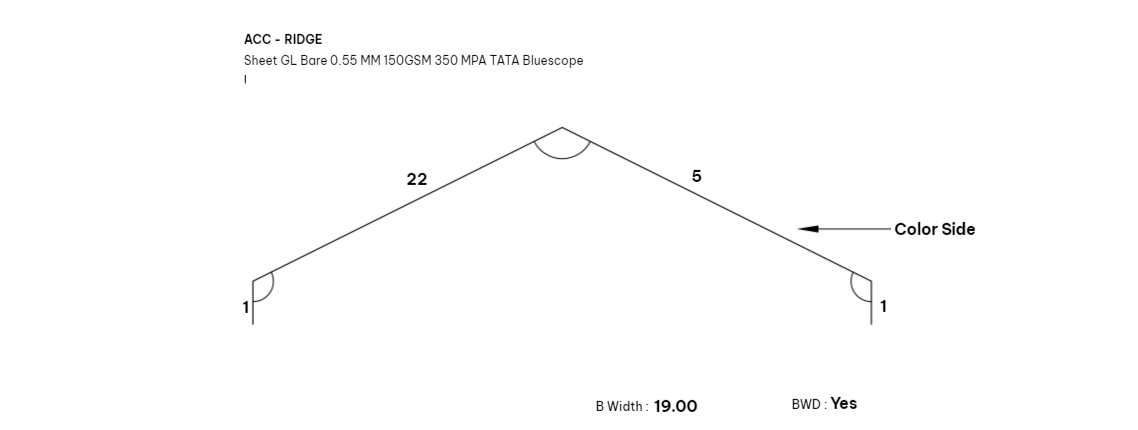 ACC - RIDGE
Sheet GL Bare 0.55 MM 150GSM 350 MPA TATA Bluescope
l
22
5
Color Side
1
1
B Width : 19.00
BWD : Yes